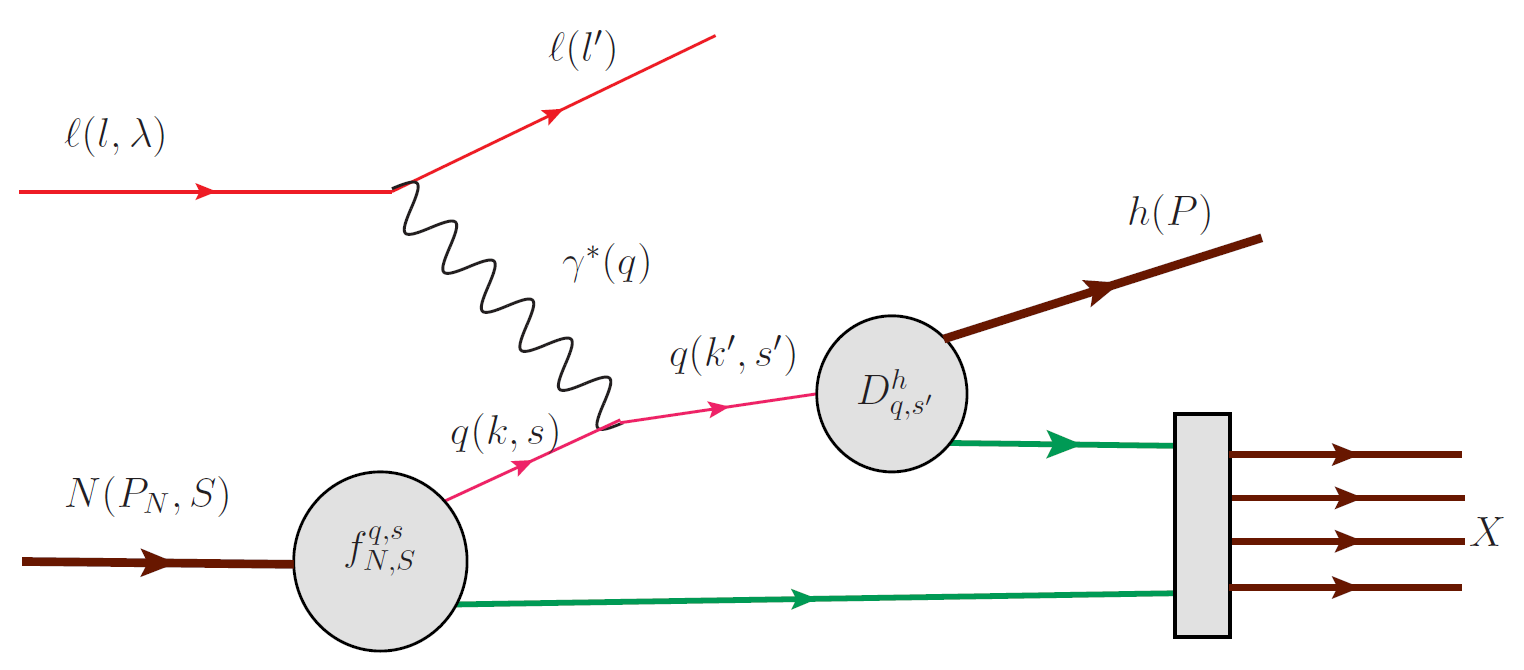 ℓ(l′)
ℓ(l, λ)
h(P)
γ*(q)
q(k′, s′)
D^h_{q,s′}
q(k, s)
N(P_N, S)
f^{q,s}_{N,S}
X